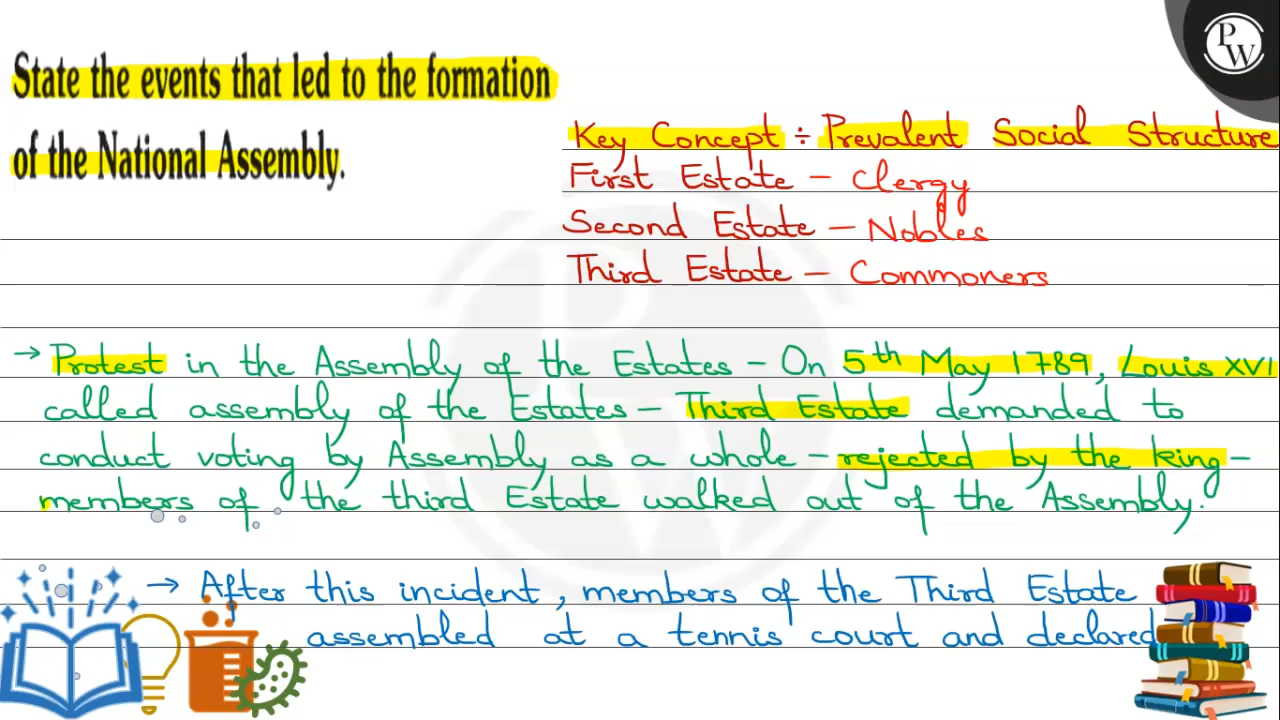 PW
State the events that led to the formation
of the National Assembly.
Key Concept ÷ Prevalent Social Structure
First Estate – Clergy
Second Estate – Nobles
Third Estate – Commoners
→ Protest in the Assembly of the Estates – On 5th May 1789, Louis XVI
called assembly of the Estates – Third Estate demanded to
conduct voting by Assembly as a whole – rejected by the king –
members of the third Estate walked out of the Assembly.
→ After this incident, members of the Third Estate
assembled at a tennis court and declared